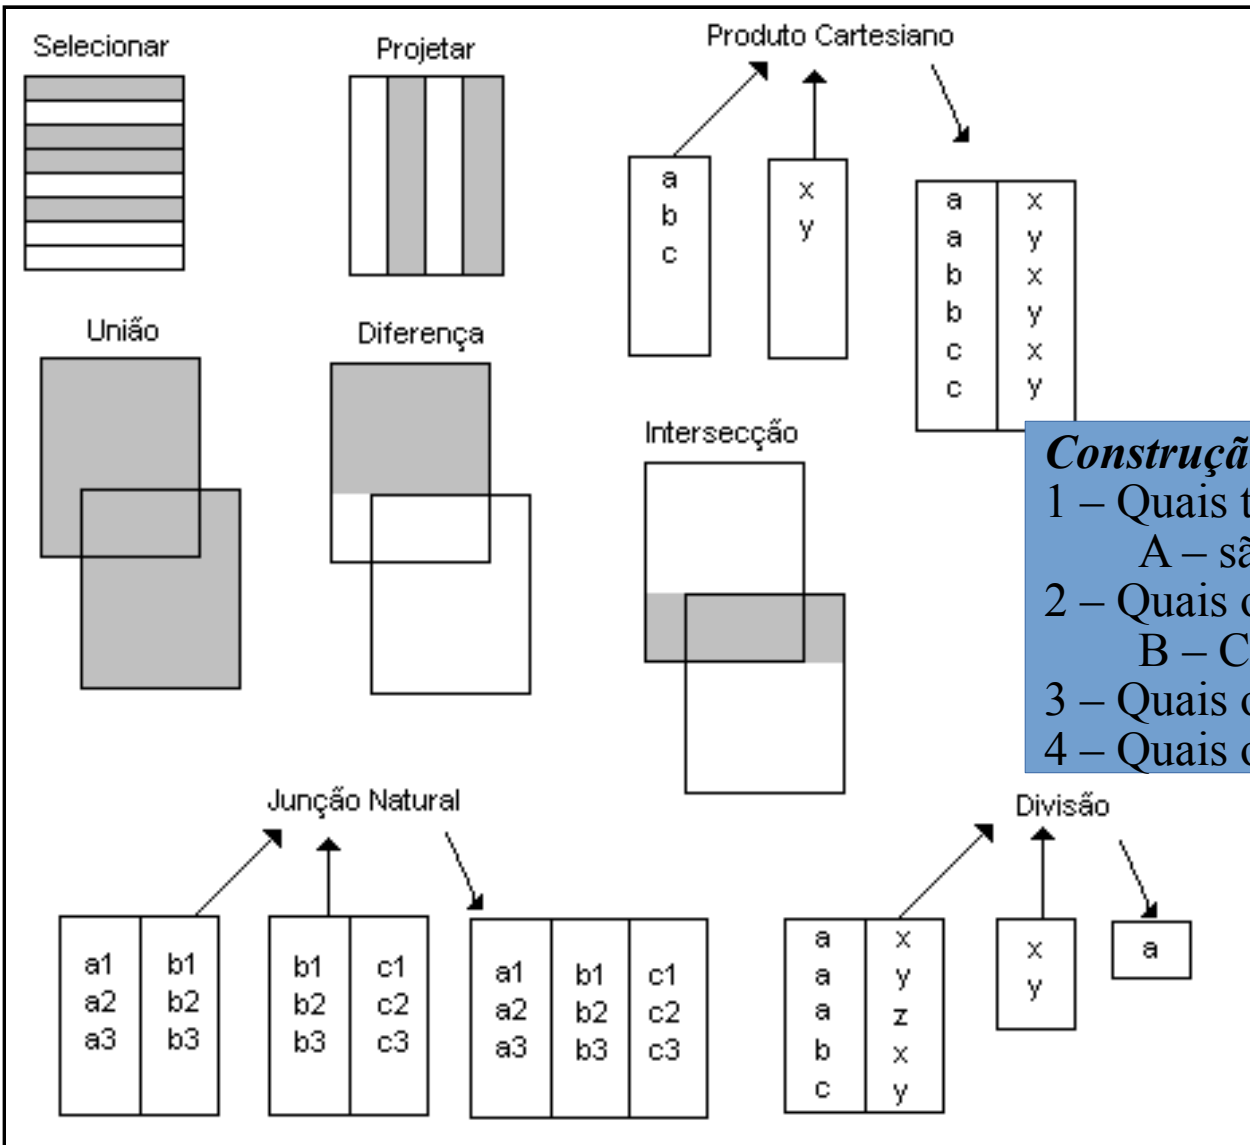 Selecionar
Projetar
Produto Cartesiano
a
b
c
x
y
a x
a y
b x
b y
c x
c y
União
Diferença
Intersecção
1 – Quais
A –
2 – Quais
B –
3 – Quais
4 – Quais
Junção Natural
a1 b1
a2 b2
a3 b3
b1 c1
b2 c2
b3 c3
a1 b1 c1
a2 b2 c2
a3 b3 c3
Divisão
a x
a y
a z
b x
c y
x
y
a